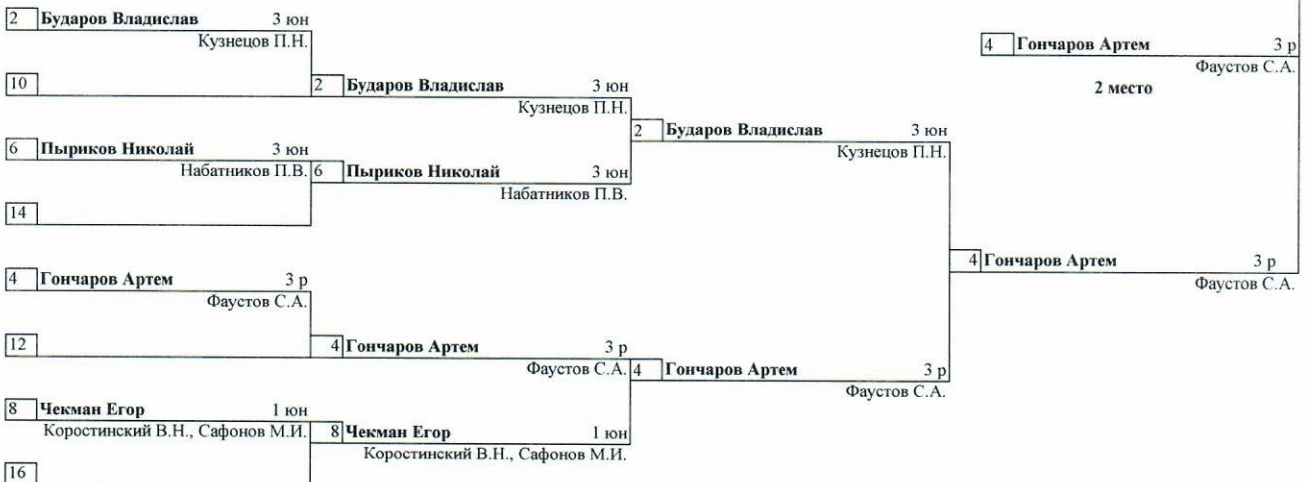 2 Бударов Владислав 3 юн
Кузнецов П.Н.
4 Гончаров Артем 3 р
Фаустов С.А.
10
2 Бударов Владислав 3 юн
2 место
Кузнецов П.Н.
2 Бударов Владислав 3 юн
6 Пыриков Николай 3 юн
Кузнецов П.Н.
Набатников П.В.
6 Пыриков Николай 3 юн
Набатников П.В.
14
4 Гончаров Артем 3 р
4 Гончаров Артем 3 р
Фаустов С.А.
Фаустов С.А.
12
4 Гончаров Артем 3 р
Фаустов С.А.
4 Гончаров Артем 3 р
Фаустов С.А.
8 Чекман Егор 1 юн
Коростинский В.Н., Сафонов М.И.
8 Чекман Егор 1 юн
Коростинский В.Н., Сафонов М.И.
16